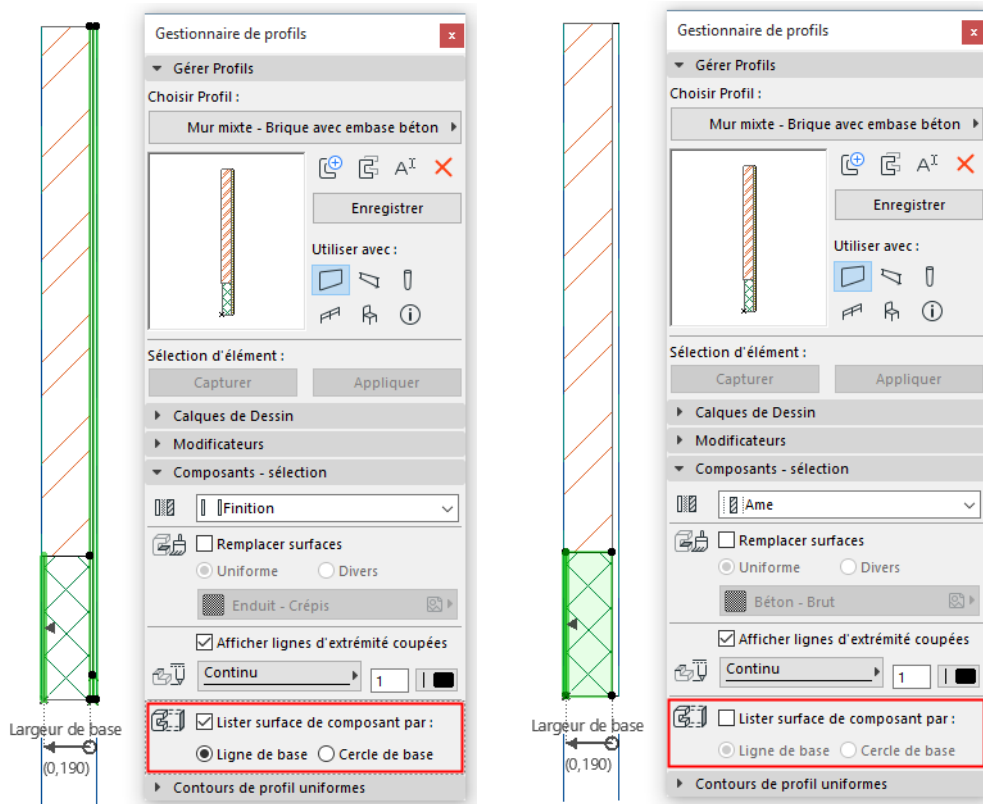 Gestionnaire de profils
x
Gérer Profils
Choisir Profil :
Mur mixte - Brique avec embase béton
Enregistrer
Utiliser avec :
Sélection d'élément :
Capturer
Appliquer
Calques de Dessin
Modificateurs
Composants - sélection
Finition
Remplacer surfaces
Uniforme
Divers
Enduit - Crépis
Afficher lignes d'extrémité coupées
Continu
1
Lister surface de composant par :
Ligne de base
Cercle de base
Contours de profil uniformes
Largeur de base
(0,190)
Gestionnaire de profils
x
Gérer Profils
Choisir Profil :
Mur mixte - Brique avec embase béton
Enregistrer
Utiliser avec :
Sélection d'élément :
Capturer
Appliquer
Calques de Dessin
Modificateurs
Composants - sélection
Ame
Remplacer surfaces
Uniforme
Divers
Béton - Brut
Afficher lignes d'extrémité coupées
Continu
1
Lister surface de composant par :
Ligne de base
Cercle de base
Contours de profil uniformes
Largeur de base
(0,190)